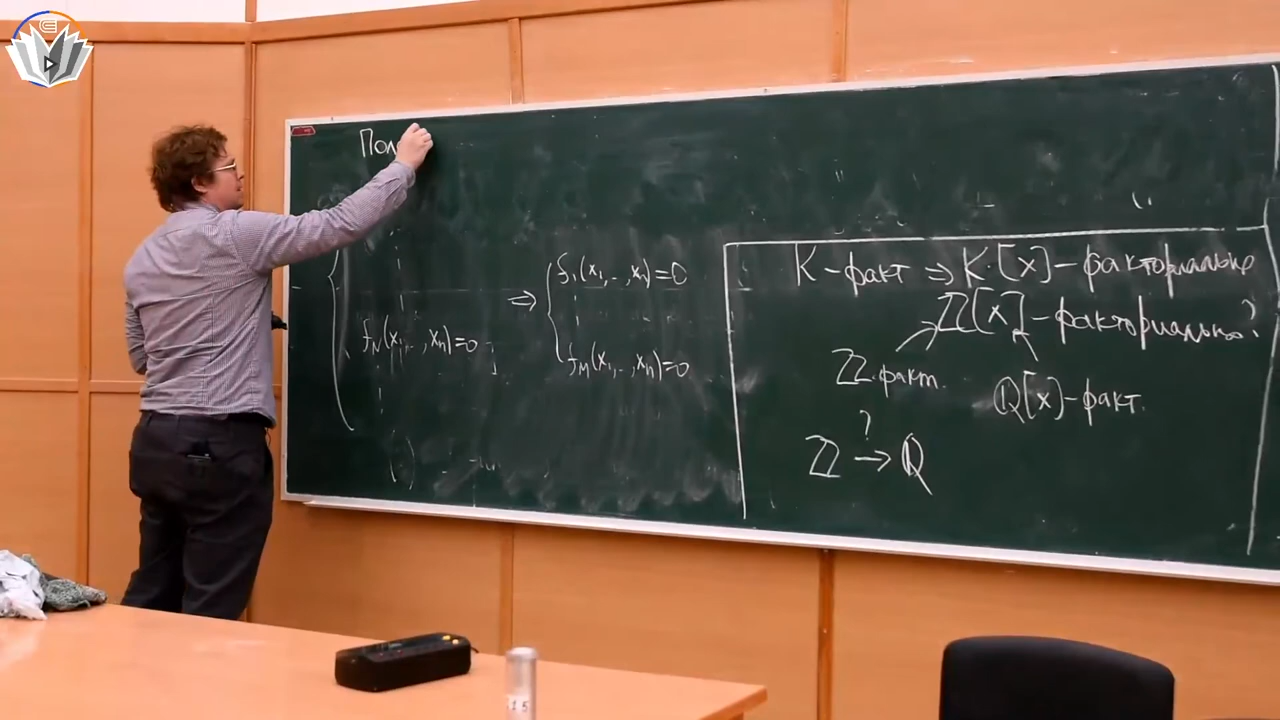 Пол
f_N(x_1,..,x_n)=0
⇒ { f_1(x_1,..,x_n)=0
f_M(x_1,..,x_n)=0
K-факт ⇒ K[x]-факториально
ℤ[x]-факториально?
ℤ факт. ℚ[x]-факт.
?
ℤ → ℚ